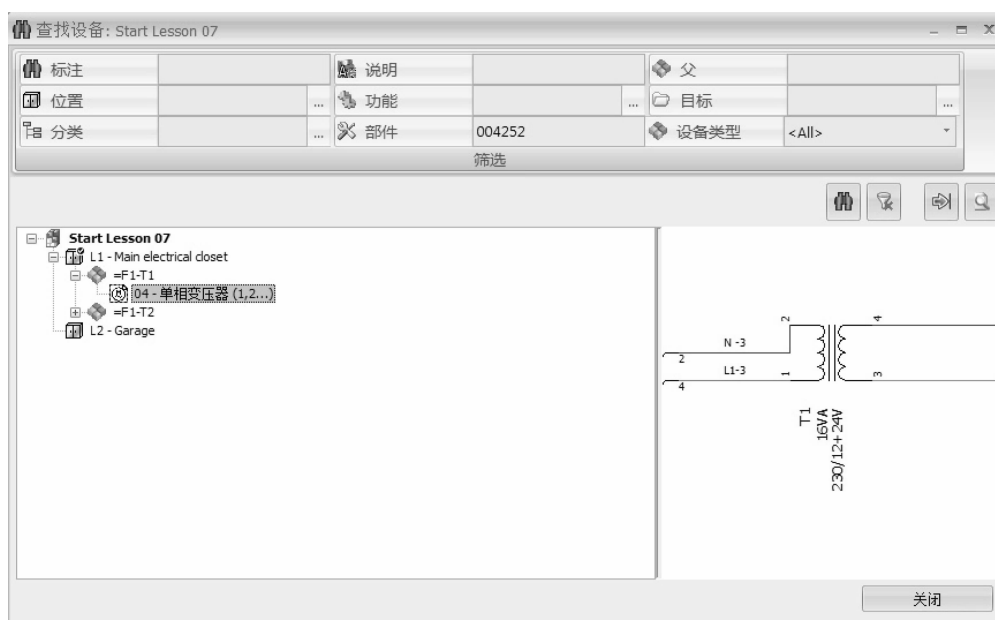 查找设备: Start Lesson 07
标注 说明 父
位置 ... 功能 ... 目标 ...
分类 ... 部件 004252 设备类型 <All>
筛选
Start Lesson 07
L1 - Main electrical closet
=F1-T1
04 - 单相变压器 (1,2...)
=F1-T2
L2 - Garage
2 4
N -3
2
L1-3 1 3
4
T1
16VA
230/12+24V
关闭